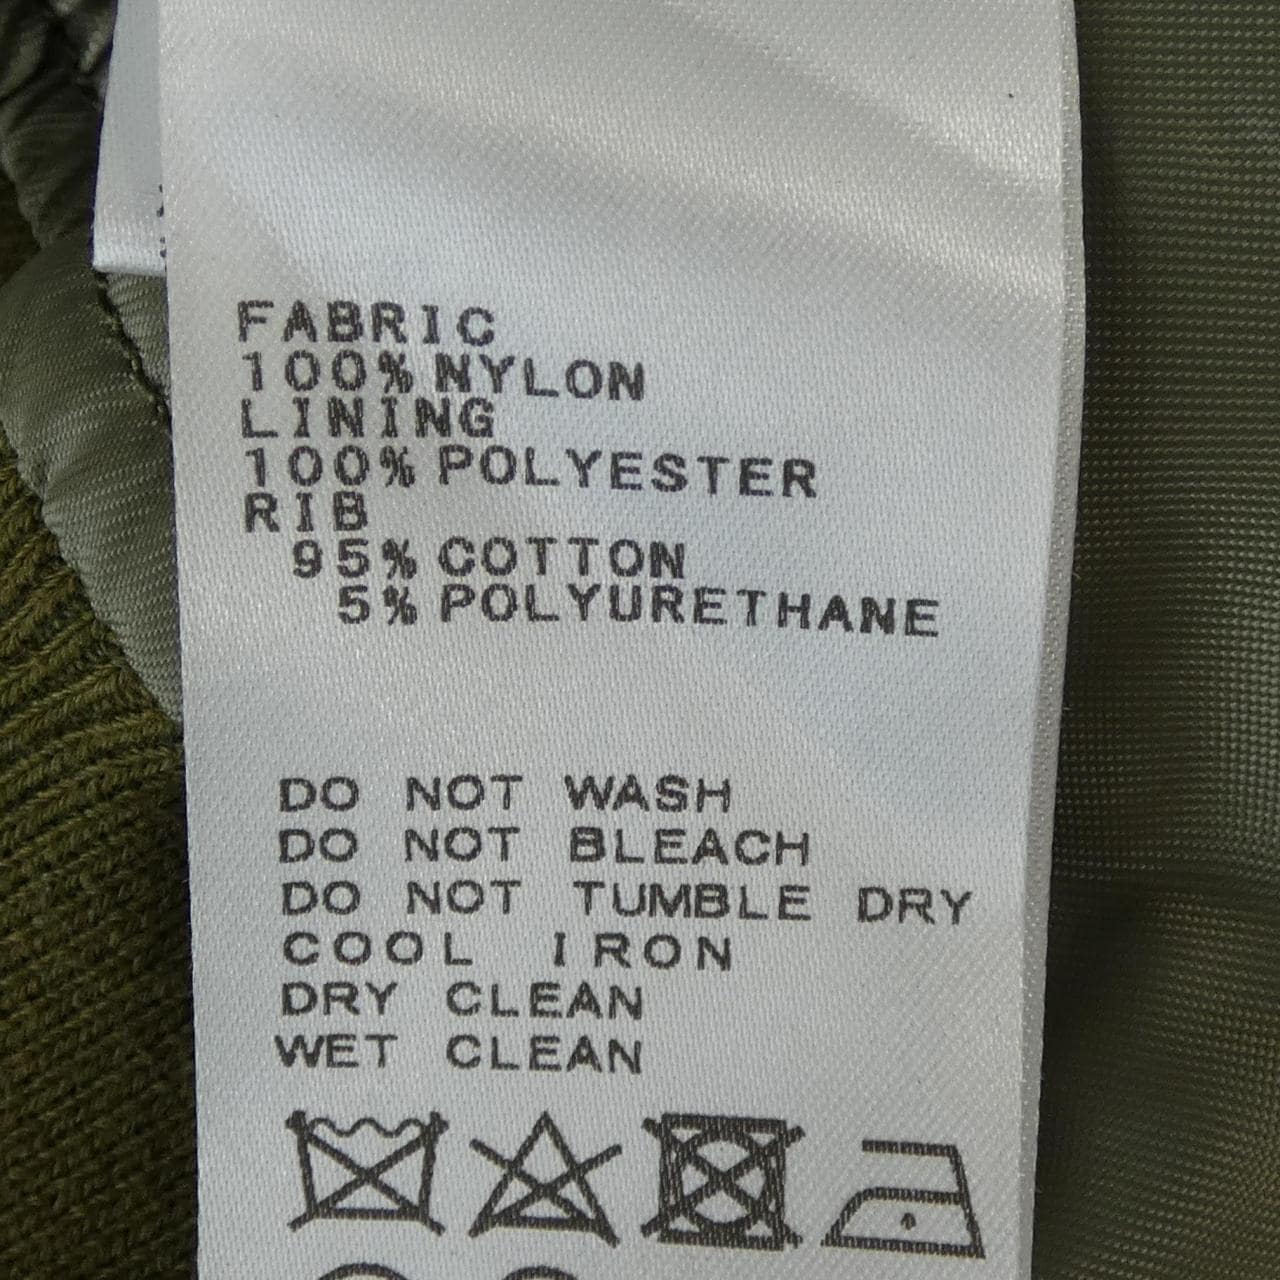 FABRIC
100% NYLON
LINING
100% POLYESTER
RIB
95% COTTON
5% POLYURETHANE
DO NOT WASH
DO NOT BLEACH
DO NOT TUMBLE DRY
COOL IRON
DRY CLEAN
WET CLEAN